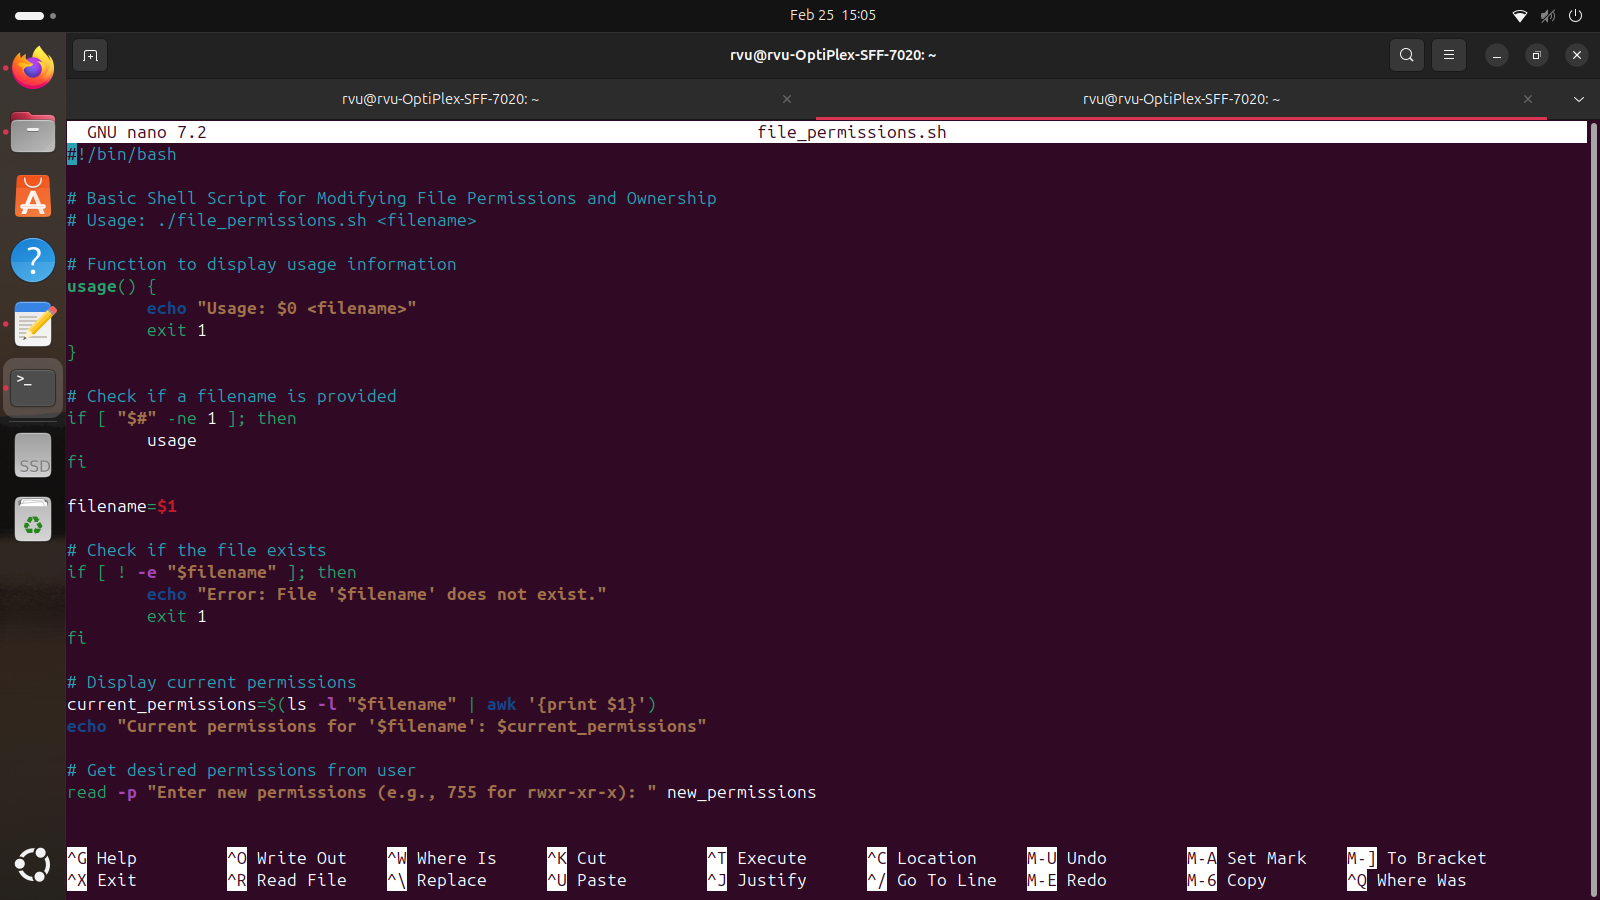 Feb 25 15:05
rvu@rvu-OptiPlex-SFF-7020: ~
rvu@rvu-OptiPlex-SFF-7020: ~
rvu@rvu-OptiPlex-SFF-7020: ~
GNU nano 7.2 file_permissions.sh
#!/bin/bash
# Basic Shell Script for Modifying File Permissions and Ownership
# Usage: ./file_permissions.sh <filename>
# Function to display usage information
usage() {
echo "Usage: $0 <filename>"
exit 1
}
# Check if a filename is provided
if [ "$#" -ne 1 ]; then
usage
fi
filename=$1
# Check if the file exists
if [ ! -e "$filename" ]; then
echo "Error: File '$filename' does not exist."
exit 1
fi
# Display current permissions
current_permissions=$(ls -l "$filename" | awk '{print $1}')
echo "Current permissions for '$filename': $current_permissions"
# Get desired permissions from user
read -p "Enter new permissions (e.g., 755 for rwxr-xr-x): " new_permissions
^G Help ^O Write Out ^W Where Is ^K Cut ^T Execute ^C Location M-U Undo M-A Set Mark M-] To Bracket
^X Exit ^R Read File ^\ Replace ^U Paste ^J Justify ^/ Go To Line M-E Redo M-6 Copy ^Q Where Was
SSD